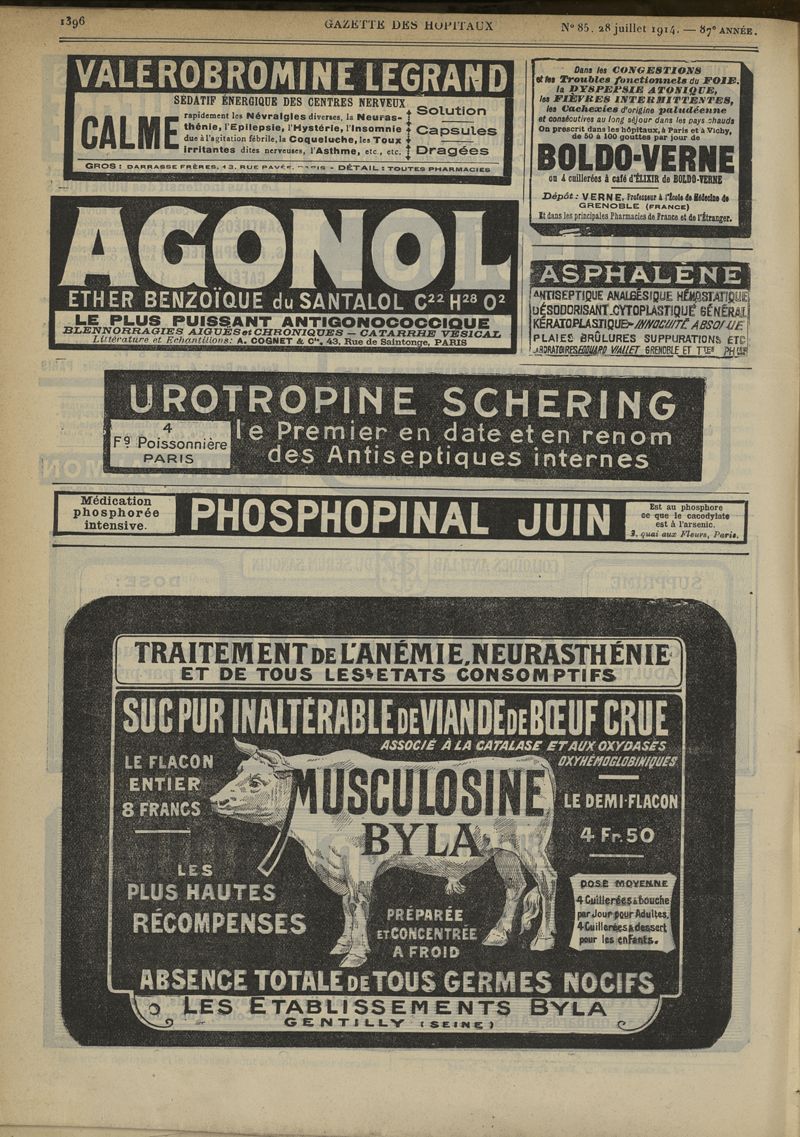 1396
GAZETTE DES HOPITAUX
N° 85. 28 juillet 1914. — 87e ANNÉE.
VALEROBROMINE LEGRAND
SÉDATIF ÉNERGIQUE DES CENTRES NERVEUX
CALME
rapidement les Névralgies diverses, la Neuras-
thénie, l'Epilepsie, l'Hystérie, l'Insomnie
due à l'agitation fébrile, la Coqueluche, les Toux
irritantes dites nerveuses, l'Asthme, etc., etc.
Solution
Capsules
Dragées
GROS : DARRASSE FRÈRES, 13, RUE PAVÉE, - DÉTAIL : TOUTES PHARMACIES
Dans les CONGESTIONS
et les Troubles fonctionnels du FOIE,
la DYSPEPSIE ATONIQUE,
les FIÈVRES INTERMITTENTES,
les Cachexies d'origine paludéenne
et consécutives au long séjour dans les pays chauds
On prescrit dans les hôpitaux, à Paris et à Vichy,
de 50 à 100 gouttes par jour de
BOLDO-VERNE
ou 4 cuillerées à café d'ÉLIXIR de BOLDO-VERNE
Dépôt : VERNE, Professeur à l'École de Médecine de
GRENOBLE (FRANCE)
Et dans les principales Pharmacies de France et de l'Étranger.
AGONOL
ETHER BENZOÏQUE du SANTALOL C22 H28 O2
LE PLUS PUISSANT ANTIGONOCOCCIQUE
BLENNORRAGIES AIGUËS et CHRONIQUES — CATARRHE VÉSICAL
Littérature et Echantillons: A. COGNET & Cie, 43, Rue de Saintonge, PARIS
ASPHALÈNE
ANTISEPTIQUE ANALGÉSIQUE HÉMOSTATIQUE
DÉSODORISANT CYTOPLASTIQUE GÉNÉRAL
KÉRATOPLASTIQUE - INNOCUITÉ ABSOLUE
PLAIES BRÛLURES SUPPURATIONS ETC
LABORATOIRES EDOUARD VIALLET GRENOBLE ET TTES PHCIES
UROTROPINE SCHERING
4
Fg Poissonnière
PARIS
le Premier en date et en renom
des Antiseptiques internes
Médication
phosphorée
intensive.
PHOSPHOPINAL JUIN
Est au phosphore
ce que le cacodylate
est à l'arsenic.
3, quai aux Fleurs, Paris.
TRAITEMENT DE L'ANÉMIE, NEURASTHÉNIE
ET DE TOUS LES ETATS CONSOMPTIFS
SUC PUR INALTÉRABLE DE VIANDE DE BŒUF CRUE
ASSOCIÉ À LA CATALASE ET AUX OXYDASES
OXYHÉMOGLOBINIQUES
LE FLACON
ENTIER
8 FRANCS
MUSCULOSINE
BYLA
LE DEMI-FLACON
4 Fr. 50
LES
PLUS HAUTES
RÉCOMPENSES
PRÉPARÉE
ET CONCENTRÉE
A FROID
DOSE MOYENNE
4 Cuillerées à bouche
par Jour pour Adultes,
4 Cuillerées à dessert
pour les enfants.
ABSENCE TOTALE DE TOUS GERMES NOCIFS
LES ETABLISSEMENTS BYLA
GENTILLY (SEINE)